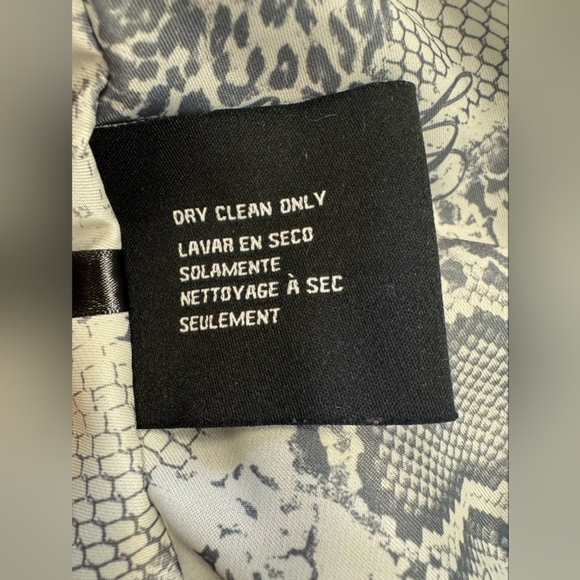 DRY CLEAN ONLY
LAVAR EN SECO
SOLAMENTE
NETTOYAGE À SEC
SEULEMENT